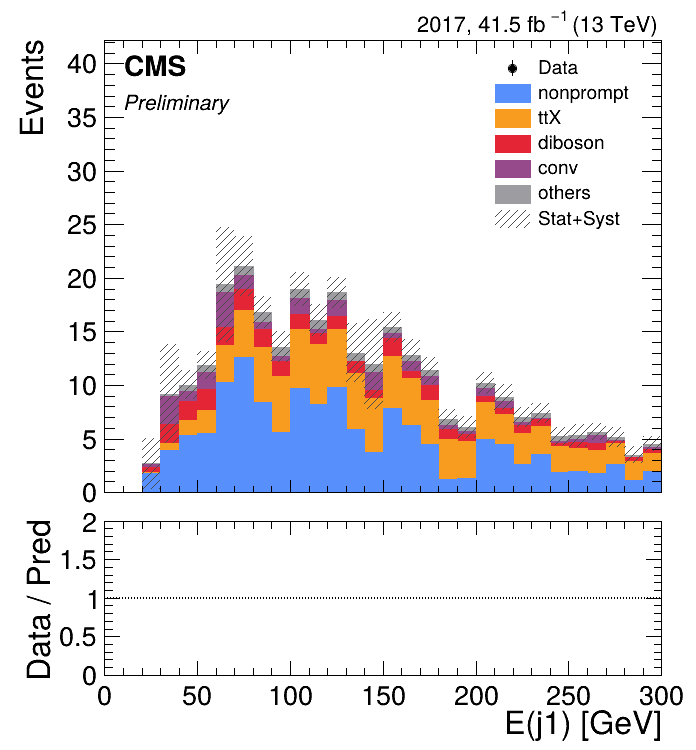 2017, 41.5 fb⁻¹ (13 TeV)
Events
CMS
Preliminary
Data
nonprompt
ttX
diboson
conv
others
Stat+Syst
40
35
30
25
20
15
10
5
0
Data / Pred
2
1.5
1
0.5
0
0 50 100 150 200 250 300
E(j1) [GeV]